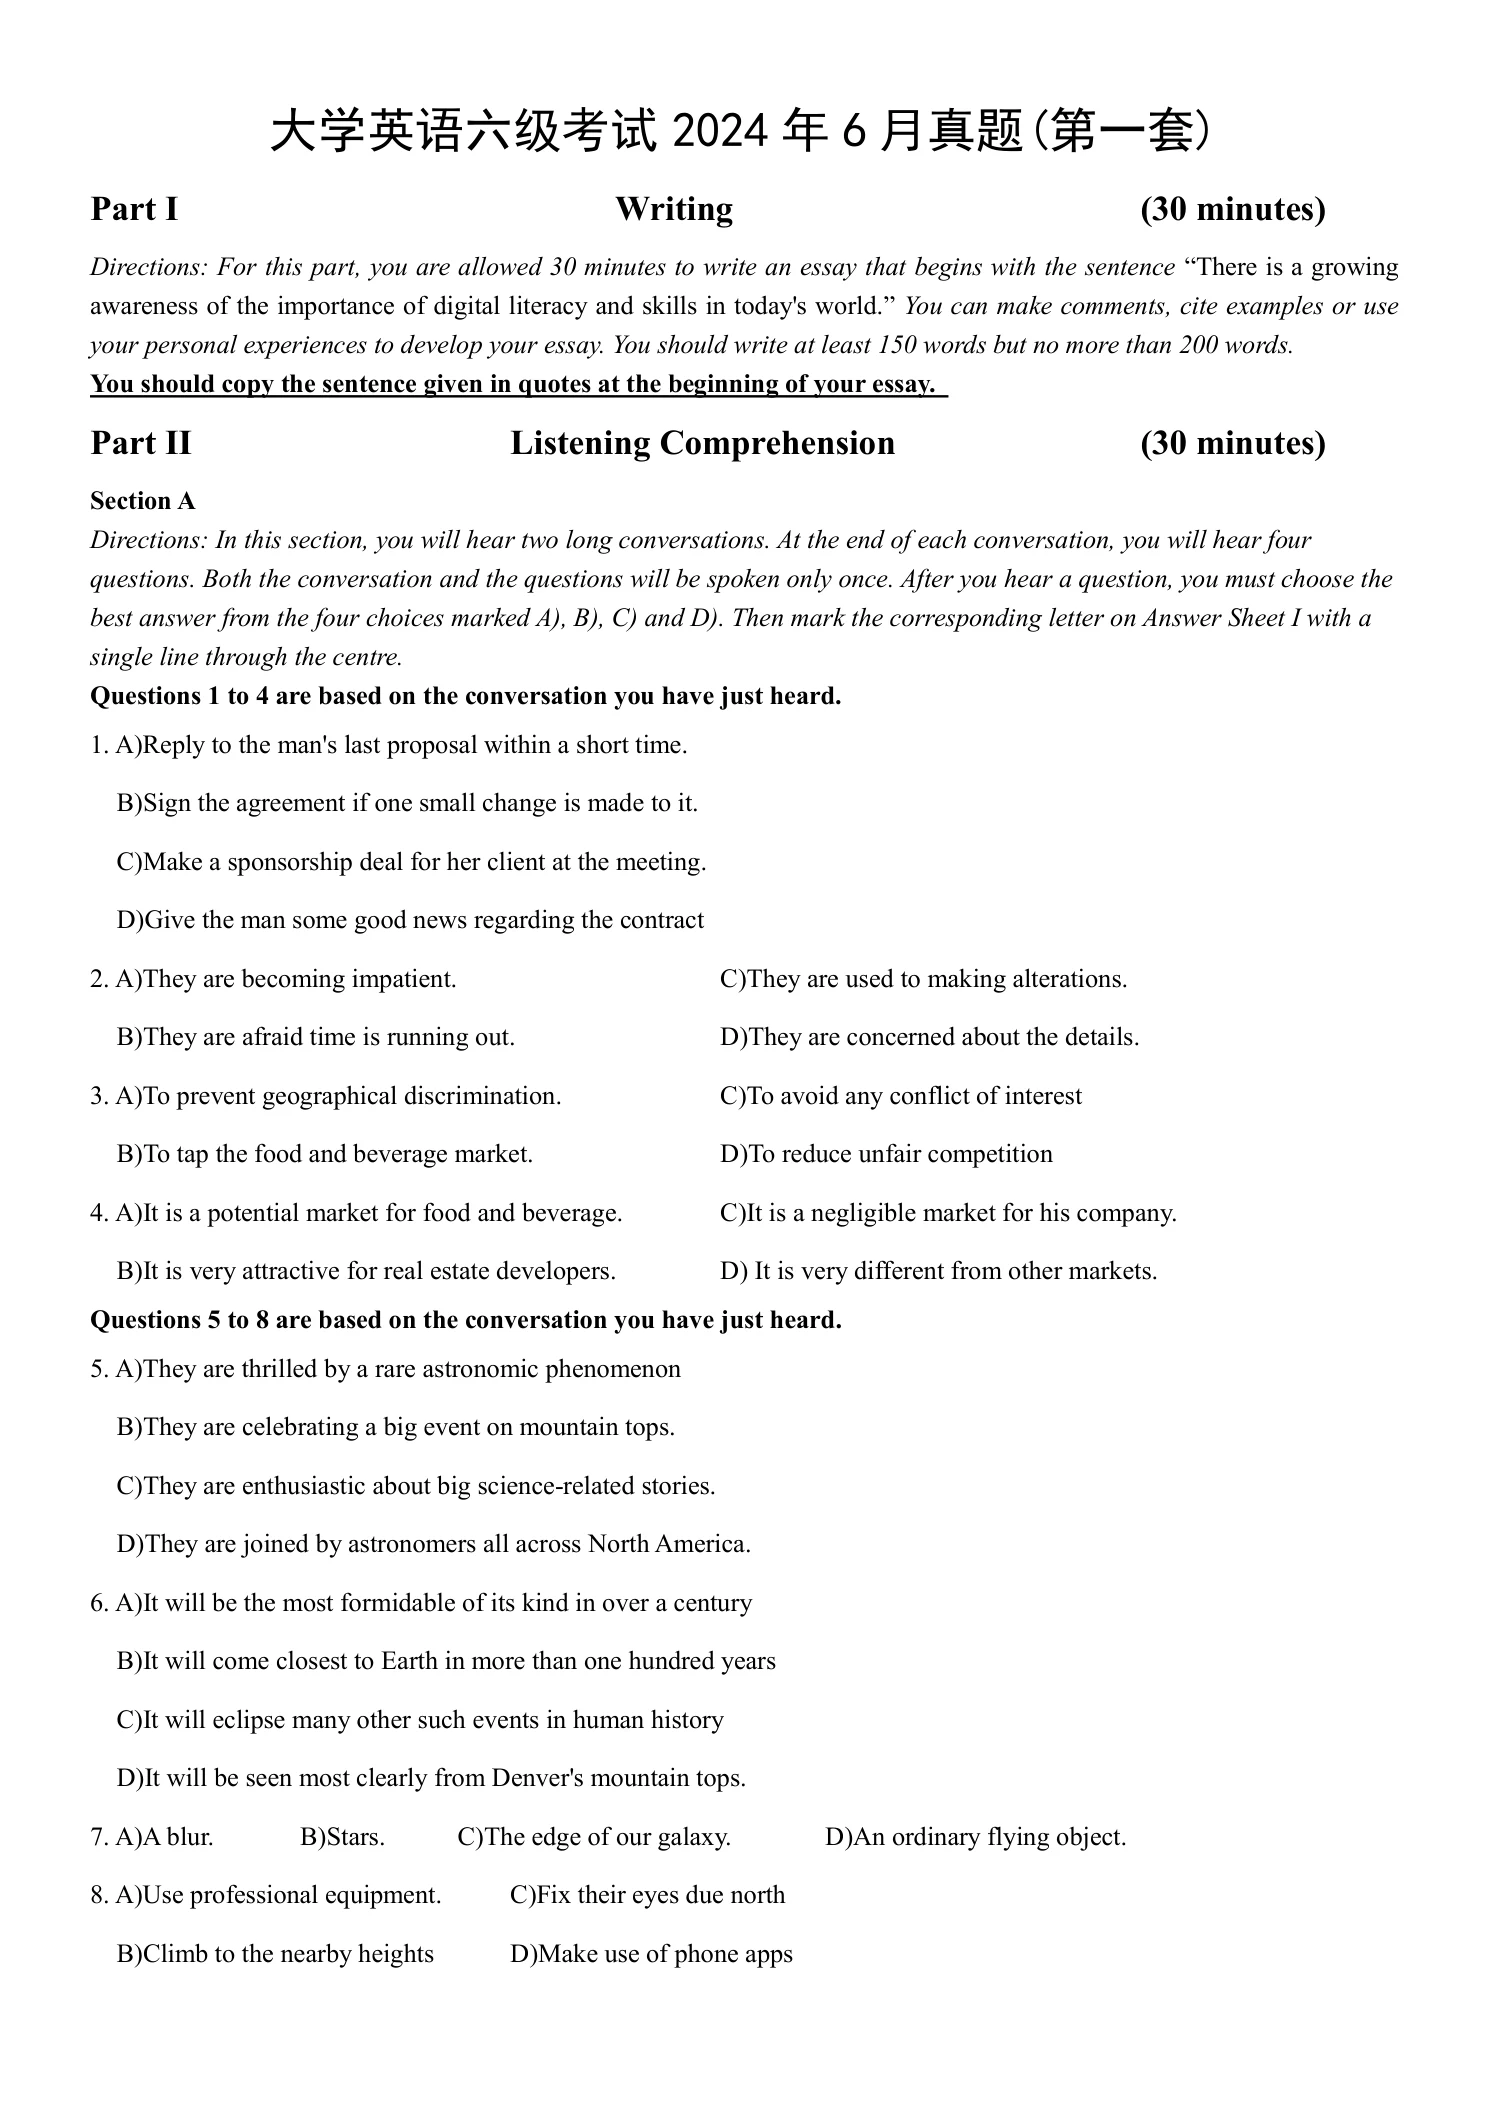 大学英语六级考试 2024 年 6 月真题(第一套)
Part I Writing (30 minutes)
Directions: For this part, you are allowed 30 minutes to write an essay that begins with the sentence “There is a growing
awareness of the importance of digital literacy and skills in today's world.” You can make comments, cite examples or use
your personal experiences to develop your essay. You should write at least 150 words but no more than 200 words.
You should copy the sentence given in quotes at the beginning of your essay.
Part II Listening Comprehension (30 minutes)
Section A
Directions: In this section, you will hear two long conversations. At the end of each conversation, you will hear four
questions. Both the conversation and the questions will be spoken only once. After you hear a question, you must choose the
best answer from the four choices marked A), B), C) and D). Then mark the corresponding letter on Answer Sheet I with a
single line through the centre.
Questions 1 to 4 are based on the conversation you have just heard.
1. A)Reply to the man's last proposal within a short time.
B)Sign the agreement if one small change is made to it.
C)Make a sponsorship deal for her client at the meeting.
D)Give the man some good news regarding the contract
2. A)They are becoming impatient. C)They are used to making alterations.
B)They are afraid time is running out. D)They are concerned about the details.
3. A)To prevent geographical discrimination. C)To avoid any conflict of interest
B)To tap the food and beverage market. D)To reduce unfair competition
4. A)It is a potential market for food and beverage. C)It is a negligible market for his company.
B)It is very attractive for real estate developers. D) It is very different from other markets.
Questions 5 to 8 are based on the conversation you have just heard.
5. A)They are thrilled by a rare astronomic phenomenon
B)They are celebrating a big event on mountain tops.
C)They are enthusiastic about big science-related stories.
D)They are joined by astronomers all across North America.
6. A)It will be the most formidable of its kind in over a century
B)It will come closest to Earth in more than one hundred years
C)It will eclipse many other such events in human history
D)It will be seen most clearly from Denver's mountain tops.
7. A)A blur. B)Stars. C)The edge of our galaxy. D)An ordinary flying object.
8. A)Use professional equipment. C)Fix their eyes due north
B)Climb to the nearby heights D)Make use of phone apps